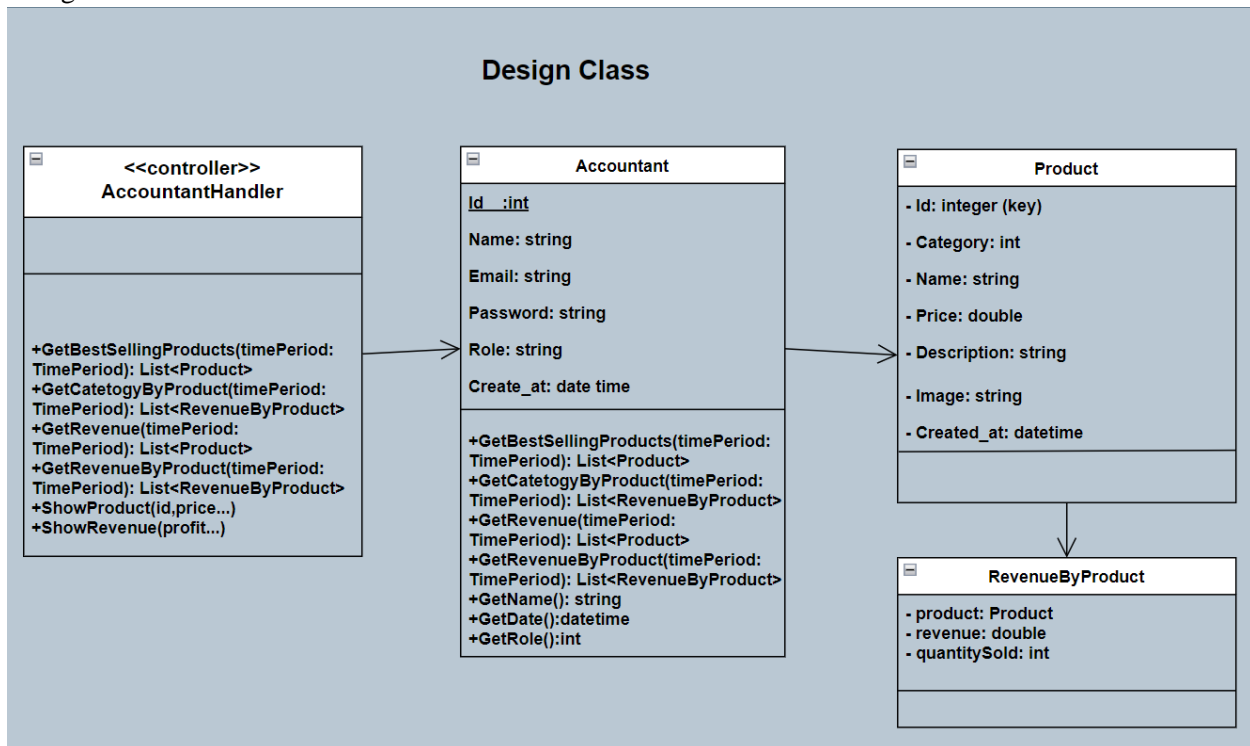 Design Class
<<controller>>
AccountantHandler
+GetBestSellingProducts(timePeriod:
TimePeriod): List<Product>
+GetCatetogyByProduct(timePeriod:
TimePeriod): List<RevenueByProduct>
+GetRevenue(timePeriod:
TimePeriod): List<Product>
+GetRevenueByProduct(timePeriod:
TimePeriod): List<RevenueByProduct>
+ShowProduct(id,price...)
+ShowRevenue(profit...)
Accountant
Id :int
Name: string
Email: string
Password: string
Role: string
Create_at: date time
+GetBestSellingProducts(timePeriod:
TimePeriod): List<Product>
+GetCatetogyByProduct(timePeriod:
TimePeriod): List<RevenueByProduct>
+GetRevenue(timePeriod:
TimePeriod): List<Product>
+GetRevenueByProduct(timePeriod:
TimePeriod): List<RevenueByProduct>
+GetName(): string
+GetDate():datetime
+GetRole():int
Product
- Id: integer (key)
- Category: int
- Name: string
- Price: double
- Description: string
- Image: string
- Created_at: datetime
RevenueByProduct
- product: Product
- revenue: double
- quantitySold: int